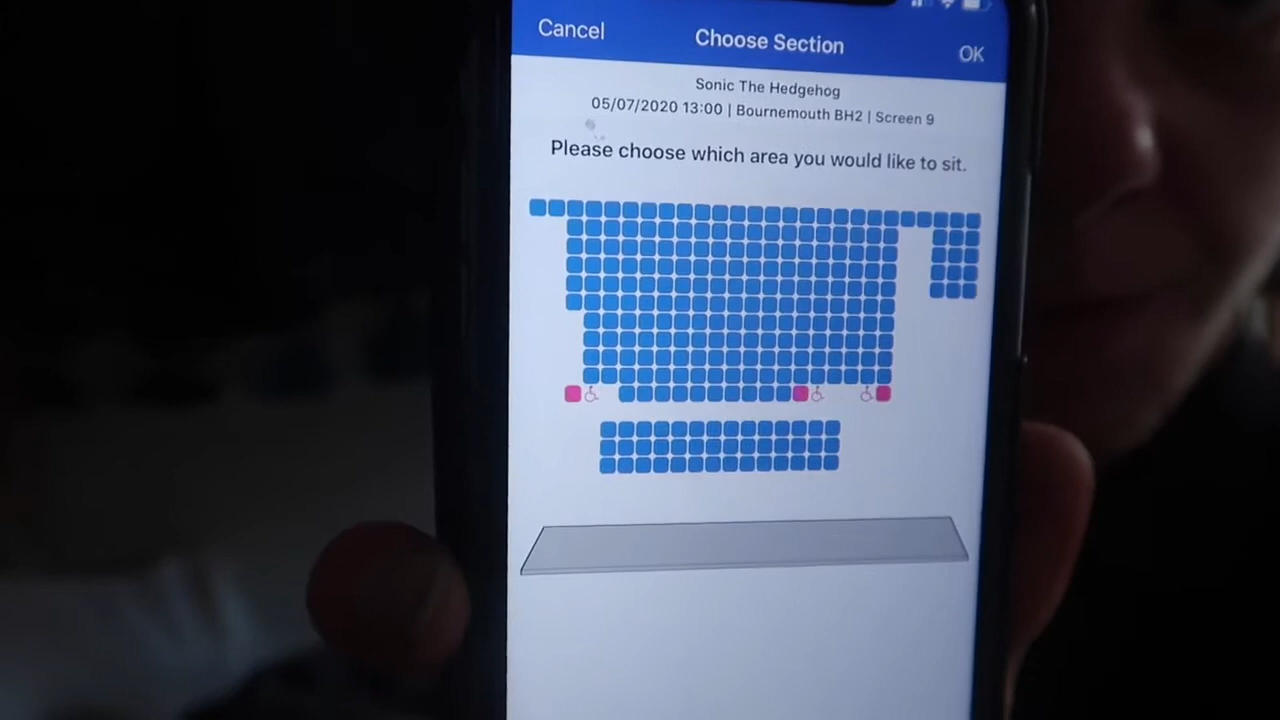 Cancel
Choose Section
OK
Sonic The Hedgehog
05/07/2020 13:00 | Bournemouth BH2 | Screen 9
Please choose which area you would like to sit.